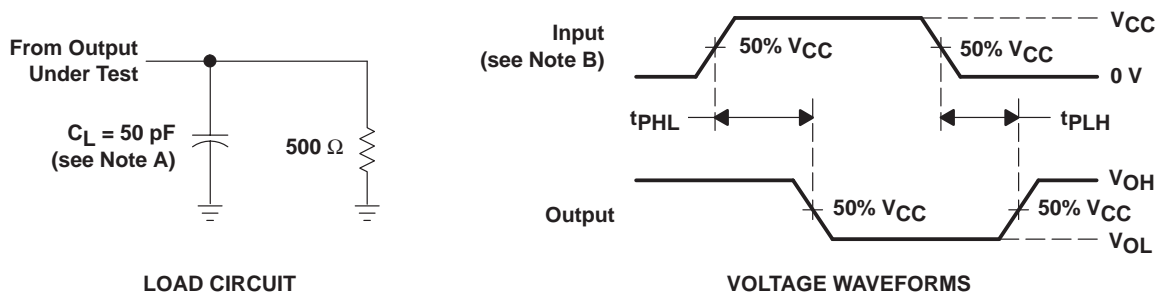 From Output
Under Test
CL = 50 pF
(see Note A)
500 Ω
LOAD CIRCUIT
Input
(see Note B)
50% VCC
50% VCC
VCC
0 V
tPHL
tPLH
Output
50% VCC
50% VCC
VOH
VOL
VOLTAGE WAVEFORMS